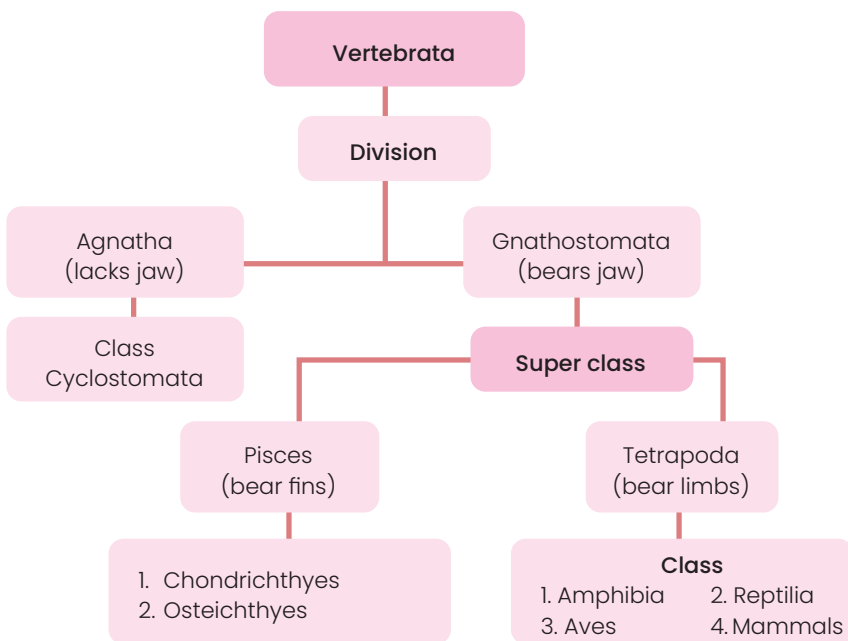 Vertebrata
Division
Agnatha
(lacks jaw)
Gnathostomata
(bears jaw)
Class
Cyclostomata
Super class
Pisces
(bear fins)
Tetrapoda
(bear limbs)
1. Chondrichthyes
2. Osteichthyes
Class
1. Amphibia 2. Reptilia
3. Aves 4. Mammals